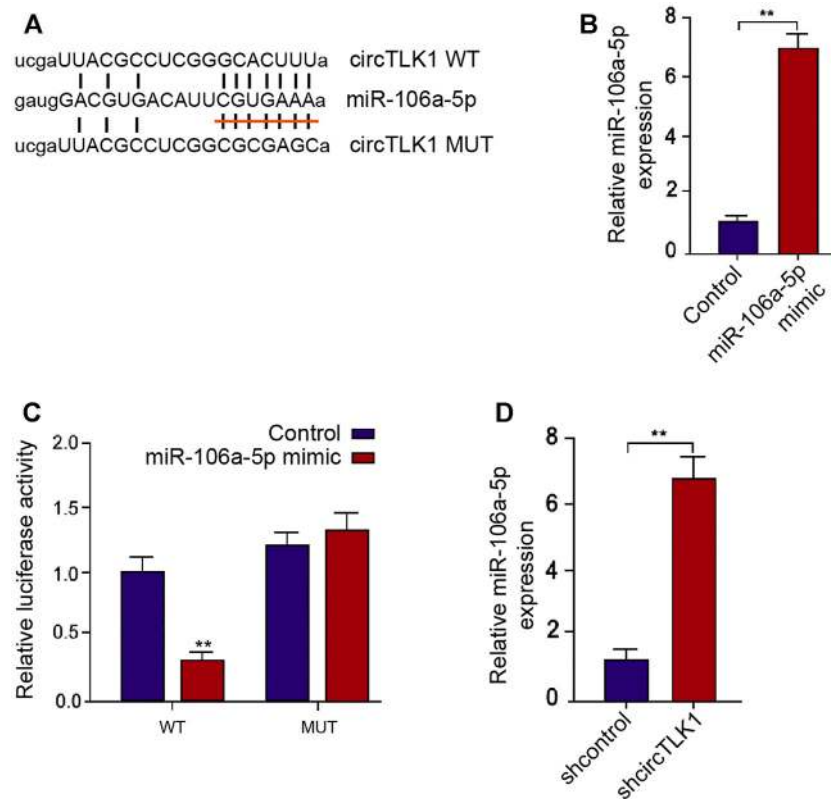 A
ucgaUUACGCCUCGGGCACUUUa circTLK1 WT
gaugGACGUGACAUUCGUGAAAa miR-106a-5p
ucgaUUACGCCUCGGCGCGAGCa circTLK1 MUT
B
**
Relative miR-106a-5p
expression
8
6
4
2
0
Control
miR-106a-5p
mimic
C
Control
miR-106a-5p mimic
Relative luciferase activity
2.0
1.5
1.0
0.5
0.0
**
WT
MUT
D
**
Relative miR-106a-5p
expression
8
6
4
2
0
shcontrol
shcircTLK1